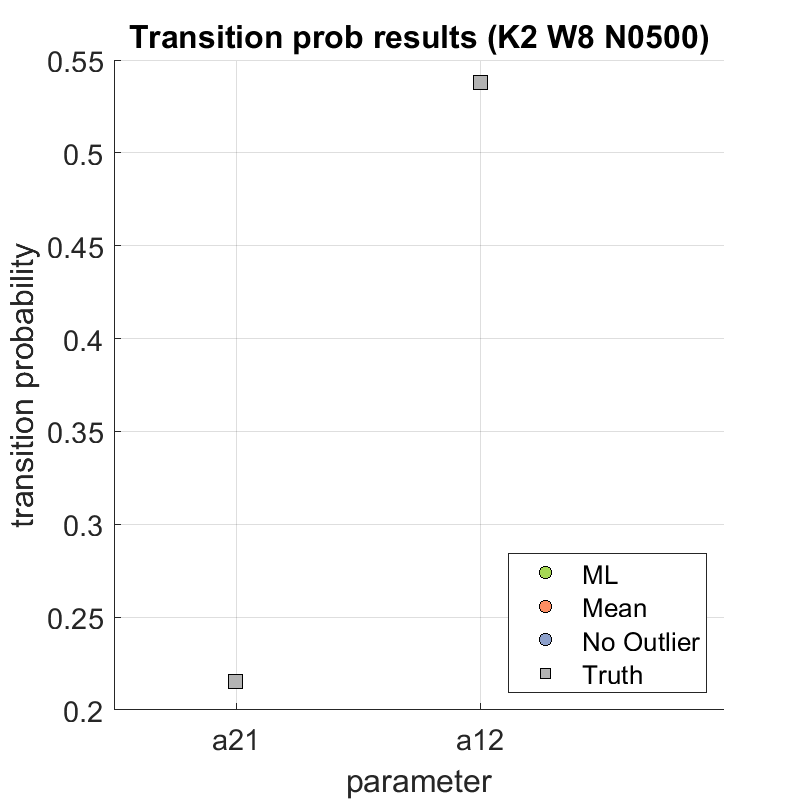 Transition prob results (K2 W8 N0500)
0.55
0.5
0.45
0.4
0.35
0.3
0.25
0.2
transition probability
ML
Mean
No Outlier
Truth
a21
a12
parameter